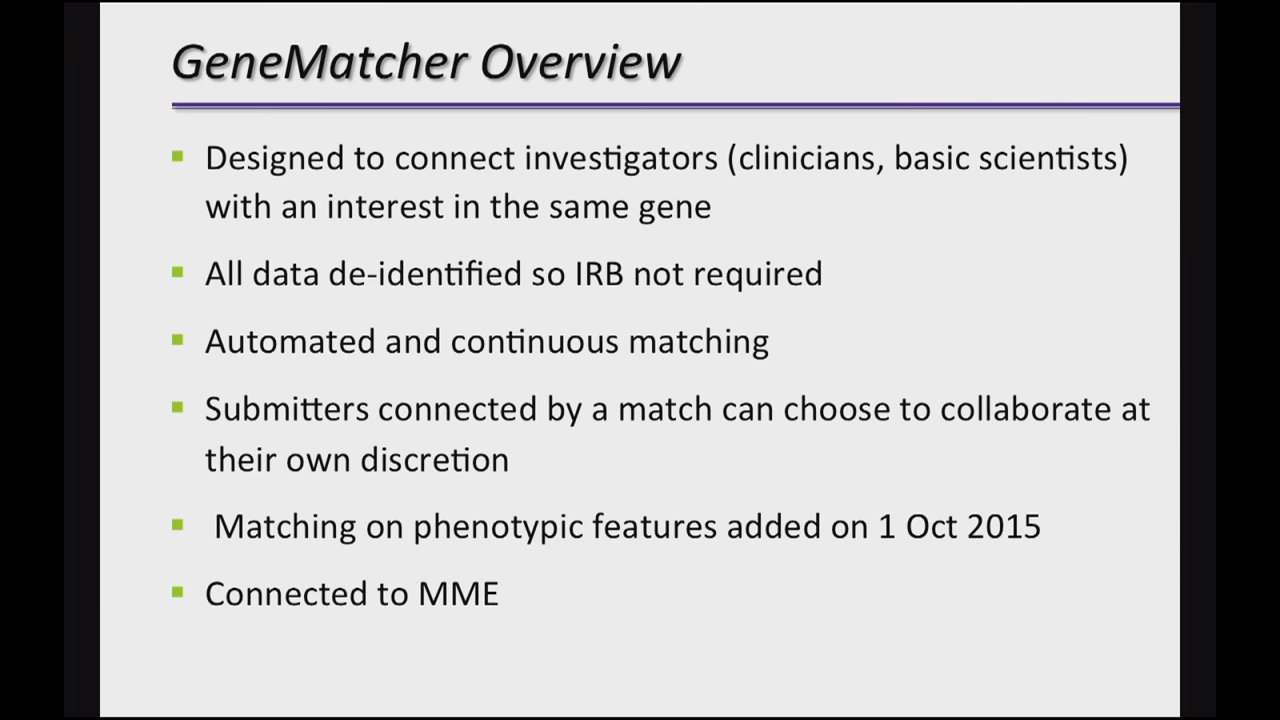 GeneMatcher Overview
Designed to connect investigators (clinicians, basic scientists)
with an interest in the same gene
All data de-identified so IRB not required
Automated and continuous matching
Submitters connected by a match can choose to collaborate at
their own discretion
Matching on phenotypic features added on 1 Oct 2015
Connected to MME